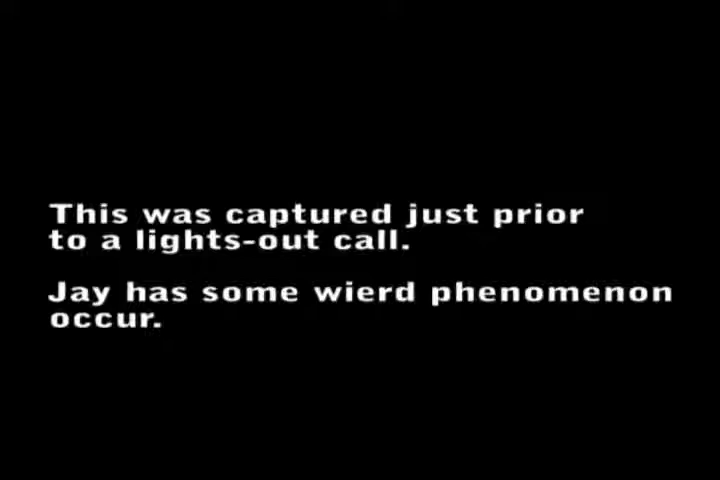 This was captured just prior
to a lights-out call.
Jay has some wierd phenomenon
occur.